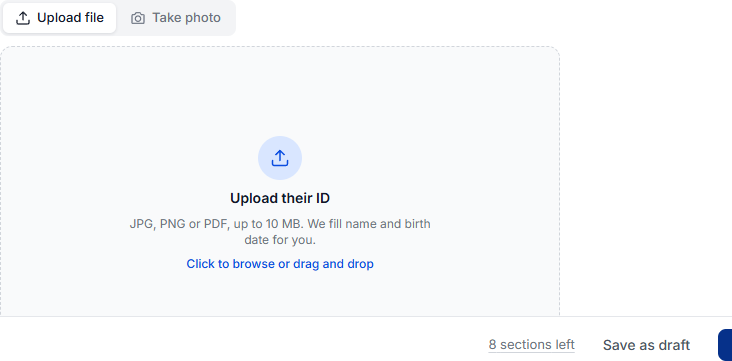 Upload file
Take photo
Upload their ID
JPG, PNG or PDF, up to 10 MB. We fill name and birth
date for you.
Click to browse or drag and drop
8 sections left
Save as draft